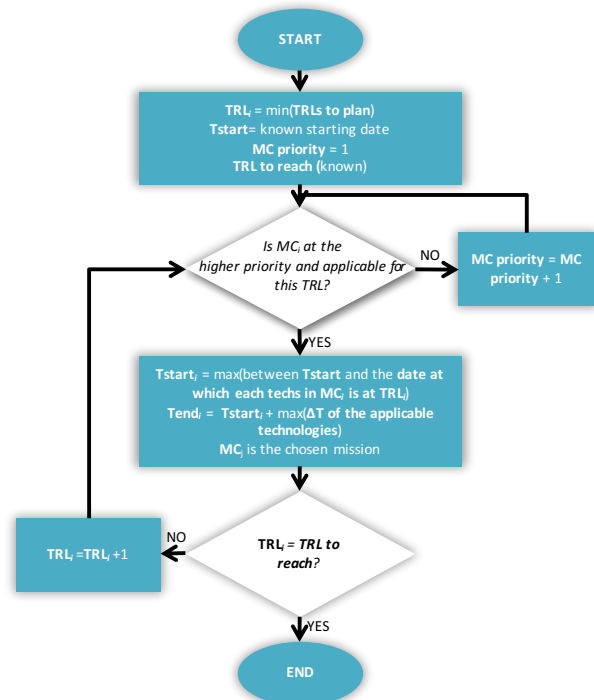 START
TRLi = min(TRLs to plan)
Tstart= known starting date
MC priority = 1
TRL to reach (known)
Is MCi at the
higher priority and applicable for
this TRL?
NO
MC priority = MC
priority + 1
YES
Tstarti = max(between Tstart and the date at
which each techs in MCi is at TRLi)
Tendi = Tstarti + max(ΔT of the applicable
technologies)
MCi is the chosen mission
NO
TRLi =TRLi +1
TRLi = TRL to
reach?
YES
END